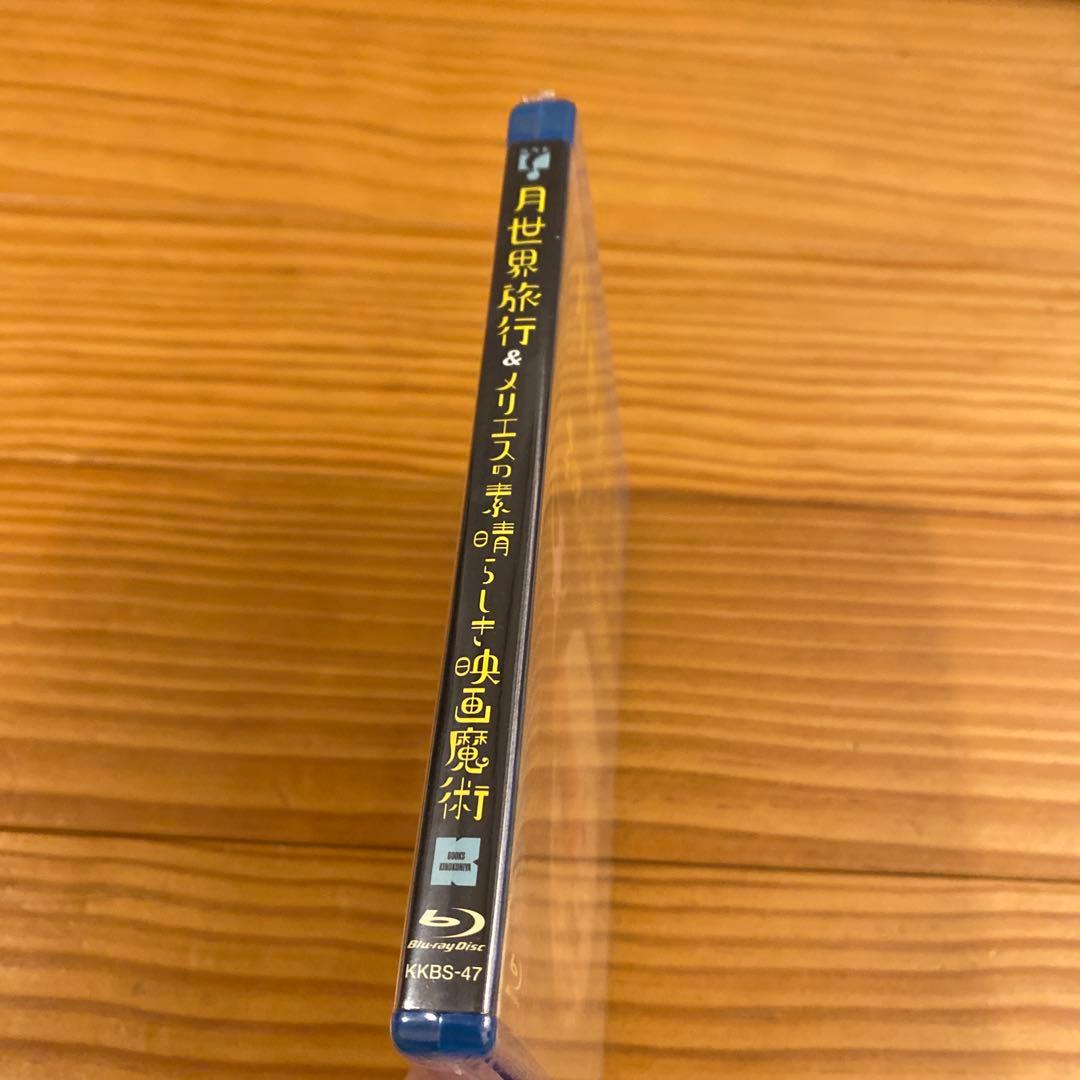 月世界旅行&メリエスの素晴らしき映画魔術
BOOKS
KINOKUNIYA
Blu-ray Disc
KKBS-47